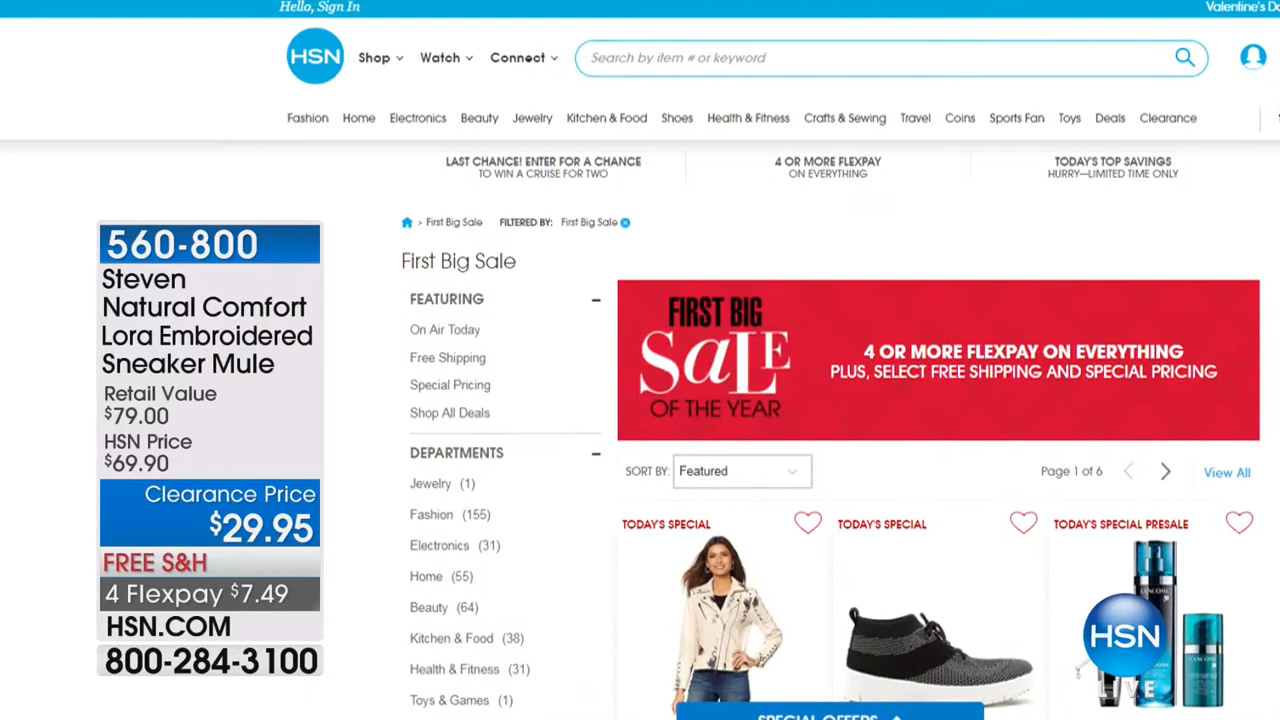 Hello, Sign In
HSN
Shop
Watch
Connect
Search by item # or keyword
Fashion
Home
Electronics
Beauty
Jewelry
Kitchen & Food
Shoes
Health & Fitness
Crafts & Sewing
Travel
Coins
Sports Fan
Toys
Deals
Clearance
LAST CHANCE! ENTER FOR A CHANCE
TO WIN A CRUISE FOR TWO
4 OR MORE FLEXPAY
ON EVERYTHING
TODAY'S TOP SAVINGS
HURRY—LIMITED TIME ONLY
> First Big Sale FILTERED BY: First Big Sale
560-800
Steven
Natural Comfort
Lora Embroidered
Sneaker Mule
Retail Value
$79.00
HSN Price
$69.90
Clearance Price
$29.95
FREE S&H
4 Flexpay $7.49
HSN.COM
800-284-3100
First Big Sale
FEATURING
On Air Today
Free Shipping
Special Pricing
Shop All Deals
DEPARTMENTS
Jewelry (1)
Fashion (155)
Electronics (31)
Home (55)
Beauty (64)
Kitchen & Food (38)
Health & Fitness (31)
Toys & Games (1)
FIRST BIG
SaLE
OF THE YEAR
4 OR MORE FLEXPAY ON EVERYTHING
PLUS, SELECT FREE SHIPPING AND SPECIAL PRICING
SORT BY: Featured
Page 1 of 6
View All
TODAY'S SPECIAL
TODAY'S SPECIAL
TODAY'S SPECIAL PRESALE
LANCOME
HSN
LIVE
SPECIAL OFFERS